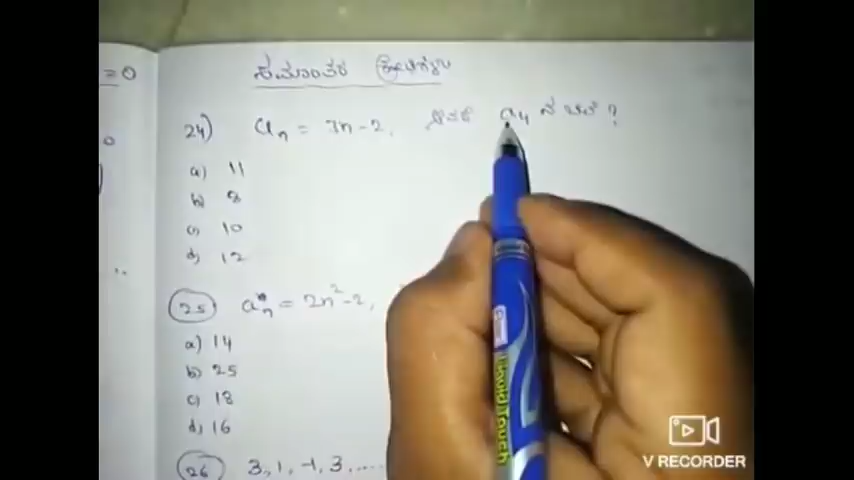 = 0
ಸಮಾಂತರ ಶ್ರೇಢಿಗಳು
24) aₙ = 3n - 2, ಆದರೆ a₄ ನ ಬೆಲೆ ?
a) 11
b) 8
c) 10
d) 12
25 aₙ = 2n² - 2,
a) 14
b) 25
c) 18
d) 16
26 3, 1, -1, 3, .....
V RECORDER